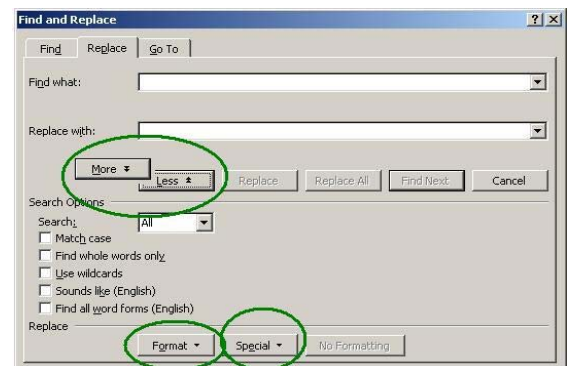 Find and Replace
Find Replace Go To
Find what:
Replace with:
More
Less Replace Replace All Find Next Cancel
Search Options
Search: All
Match case
Find whole words only
Use wildcards
Sounds like (English)
Find all word forms (English)
Replace
Format Special No Formatting